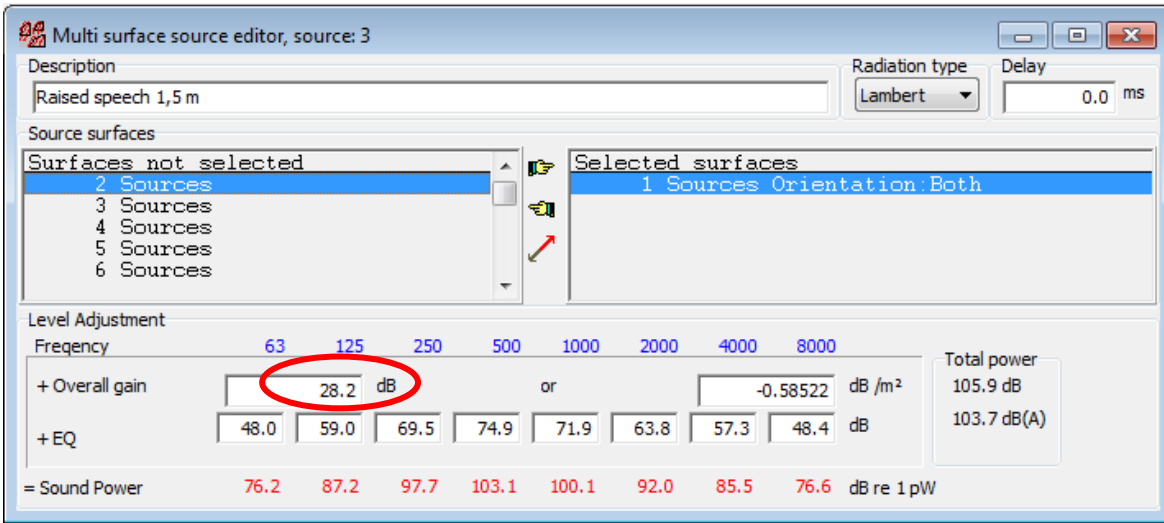 Multi surface source editor, source: 3
Description Radiation type Delay
Raised speech 1,5 m Lambert 0.0 ms
Source surfaces
Surfaces not selected Selected surfaces
2 Sources 1 Sources Orientation:Both
3 Sources
4 Sources
5 Sources
6 Sources
Level Adjustment
Freqency 63 125 250 500 1000 2000 4000 8000
Total power
+ Overall gain 28.2 dB or -0.58522 dB /m² 105.9 dB
103.7 dB(A)
+ EQ 48.0 59.0 69.5 74.9 71.9 63.8 57.3 48.4 dB
= Sound Power 76.2 87.2 97.7 103.1 100.1 92.0 85.5 76.6 dB re 1 pW